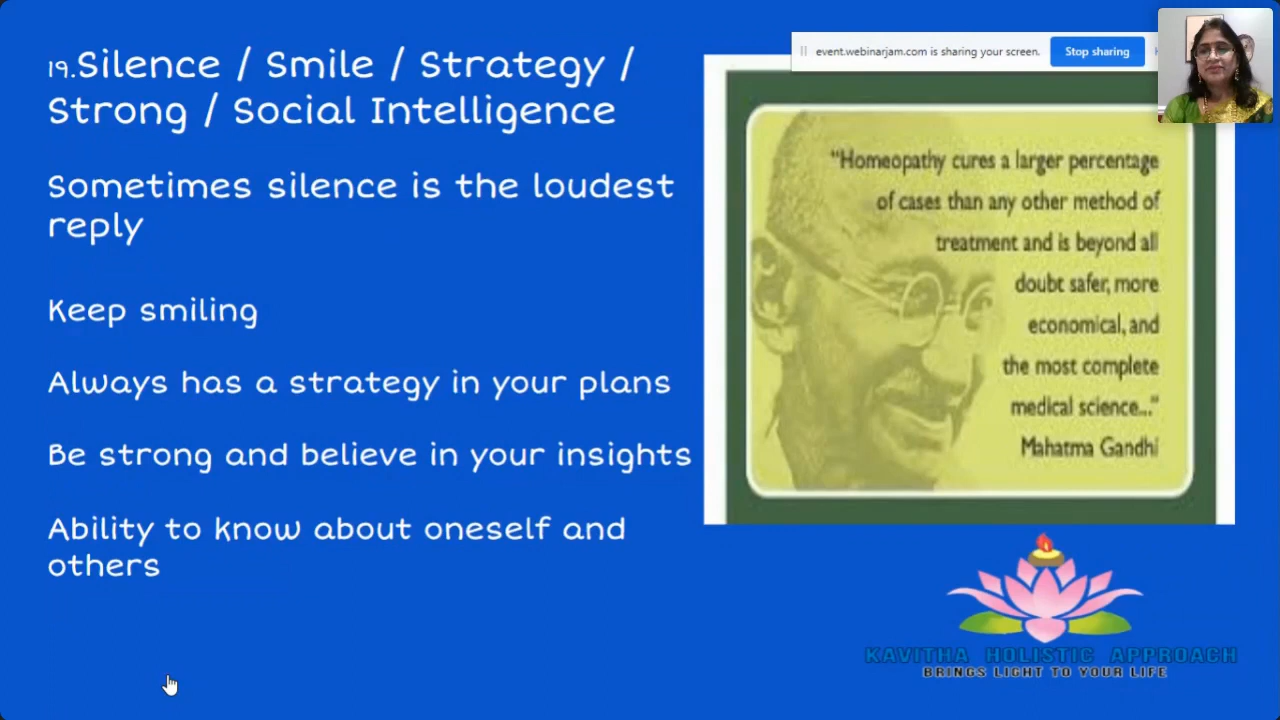 19.Silence / Smile / Strategy /
Strong / Social Intelligence
Sometimes silence is the loudest
reply
Keep smiling
Always has a strategy in your plans
Be strong and believe in your insights
Ability to know about oneself and
others
event.webinarjam.com is sharing your screen.
Stop sharing
"Homeopathy cures a larger percentage
of cases than any other method of
treatment and is beyond all
doubt safer, more
economical, and
the most complete
medical science..."
Mahatma Gandhi
KAVITHA HOLISTIC APPROACH
BRINGS LIGHT TO YOUR LIFE